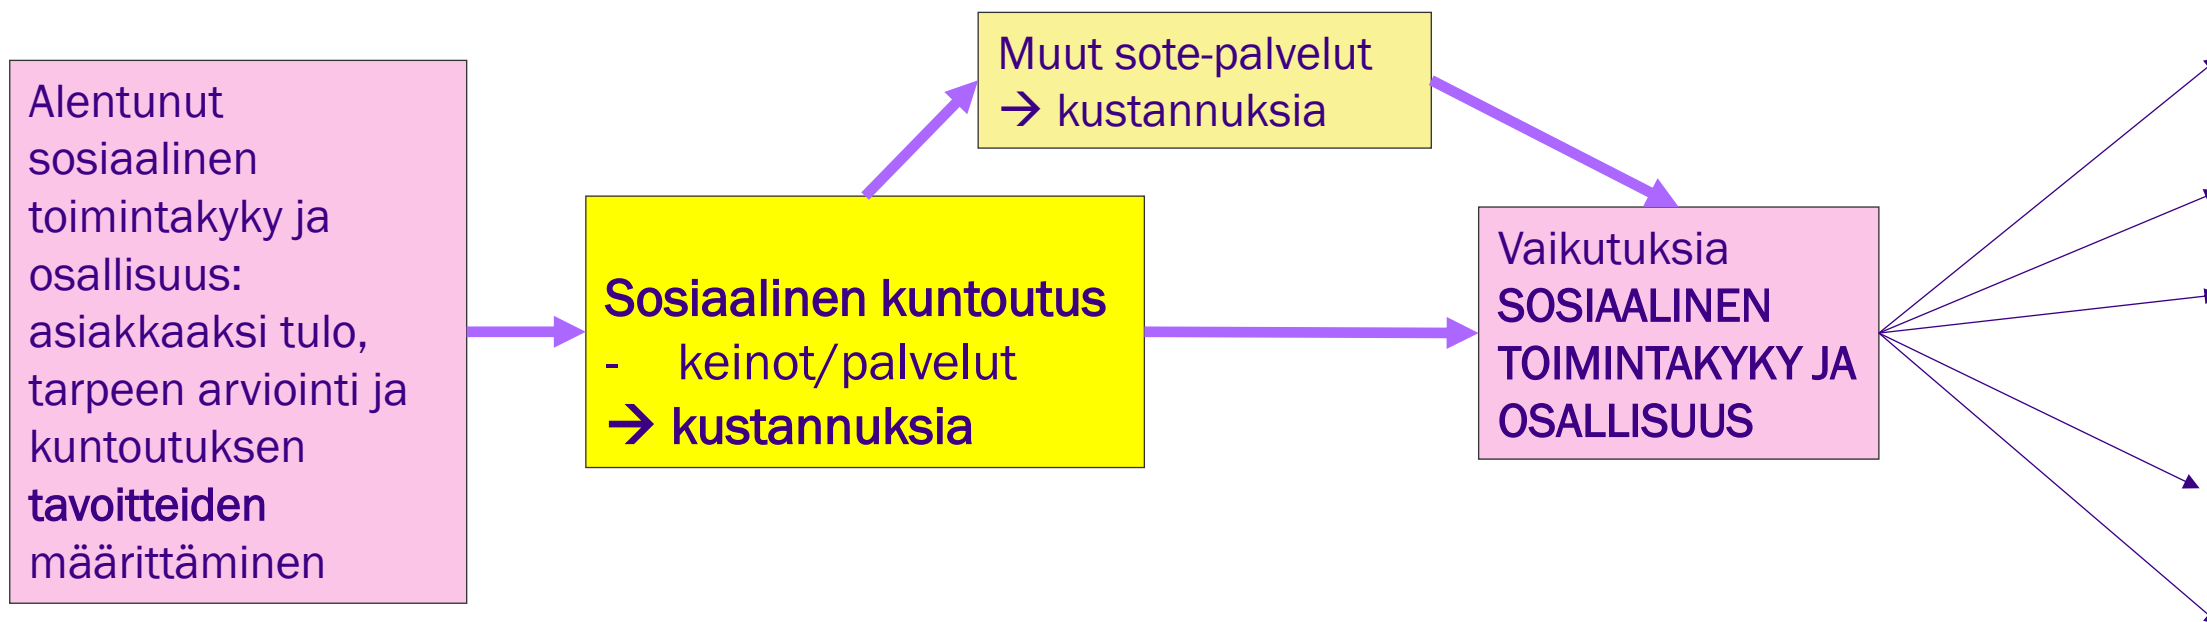 Alentunut
sosiaalinen
toimintakyky ja
osallisuus:
asiakkaaksi tulo,
tarpeen arviointi ja
kuntoutuksen
tavoitteiden
määrittäminen
Sosiaalinen kuntoutus
- keinot/palvelut
→ kustannuksia
Muut sote-palvelut
→ kustannuksia
Vaikutuksia
SOSIAALINEN
TOIMINTAKYKY JA
OSALLISUUS